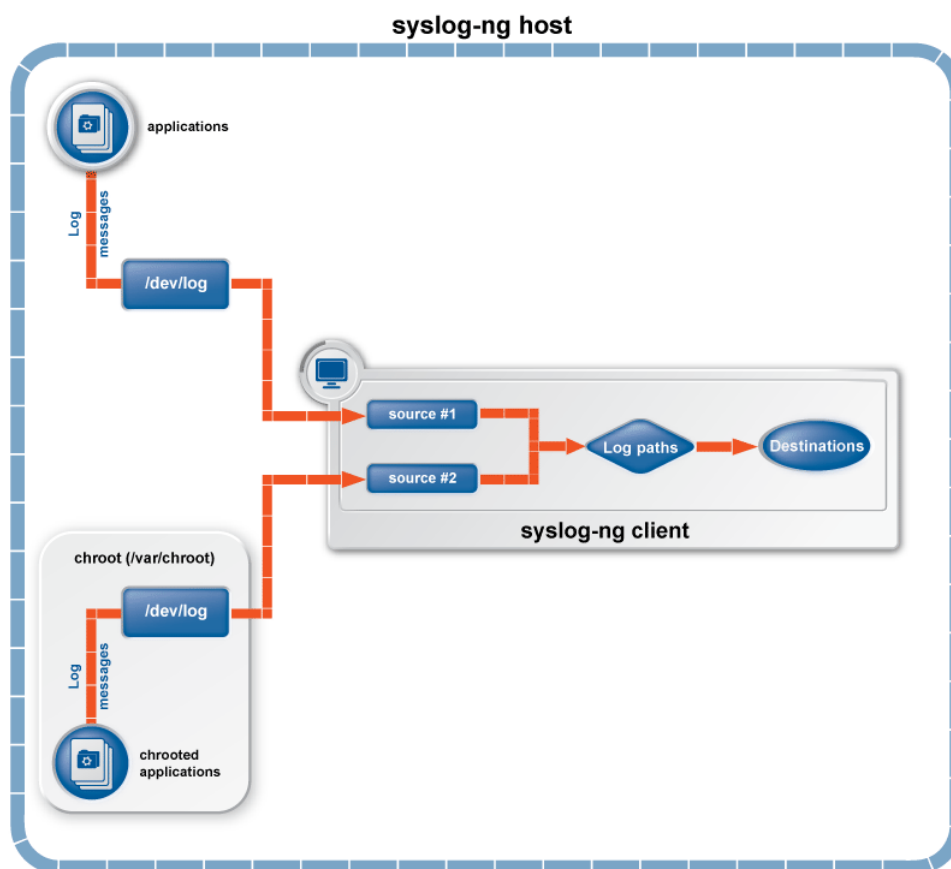 syslog-ng host
applications
Log
messages
/dev/log
source #1
Log paths
Destinations
source #2
syslog-ng client
chroot (/var/chroot)
/dev/log
Log
messages
chrooted
applications